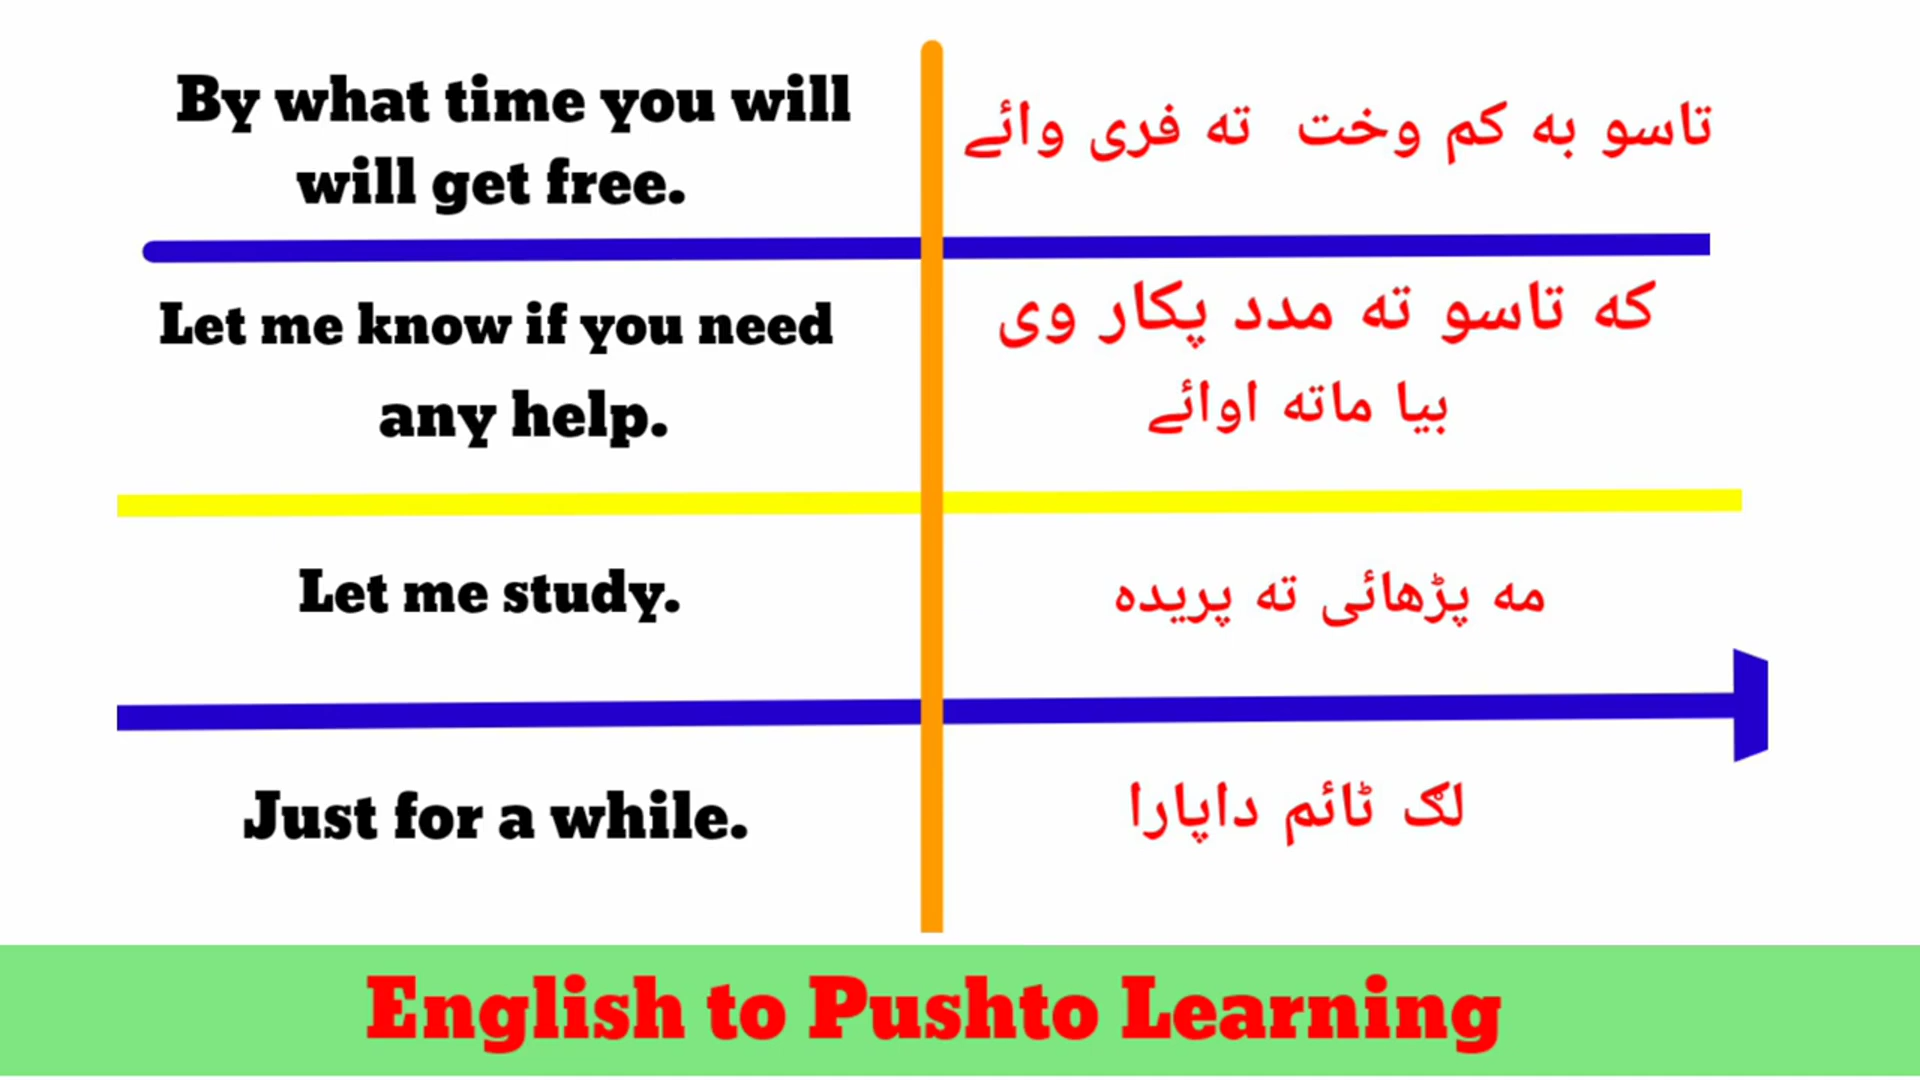 By what time you will
will get free.
تاسو به کم وخت ته فری وائے
Let me know if you need
any help.
که تاسو ته مدد پکار وی
بیا ماته اوائے
Let me study.
مه پڑهائی ته پریده
Just for a while.
لګ ٹائم داپارا
English to Pushto Learning